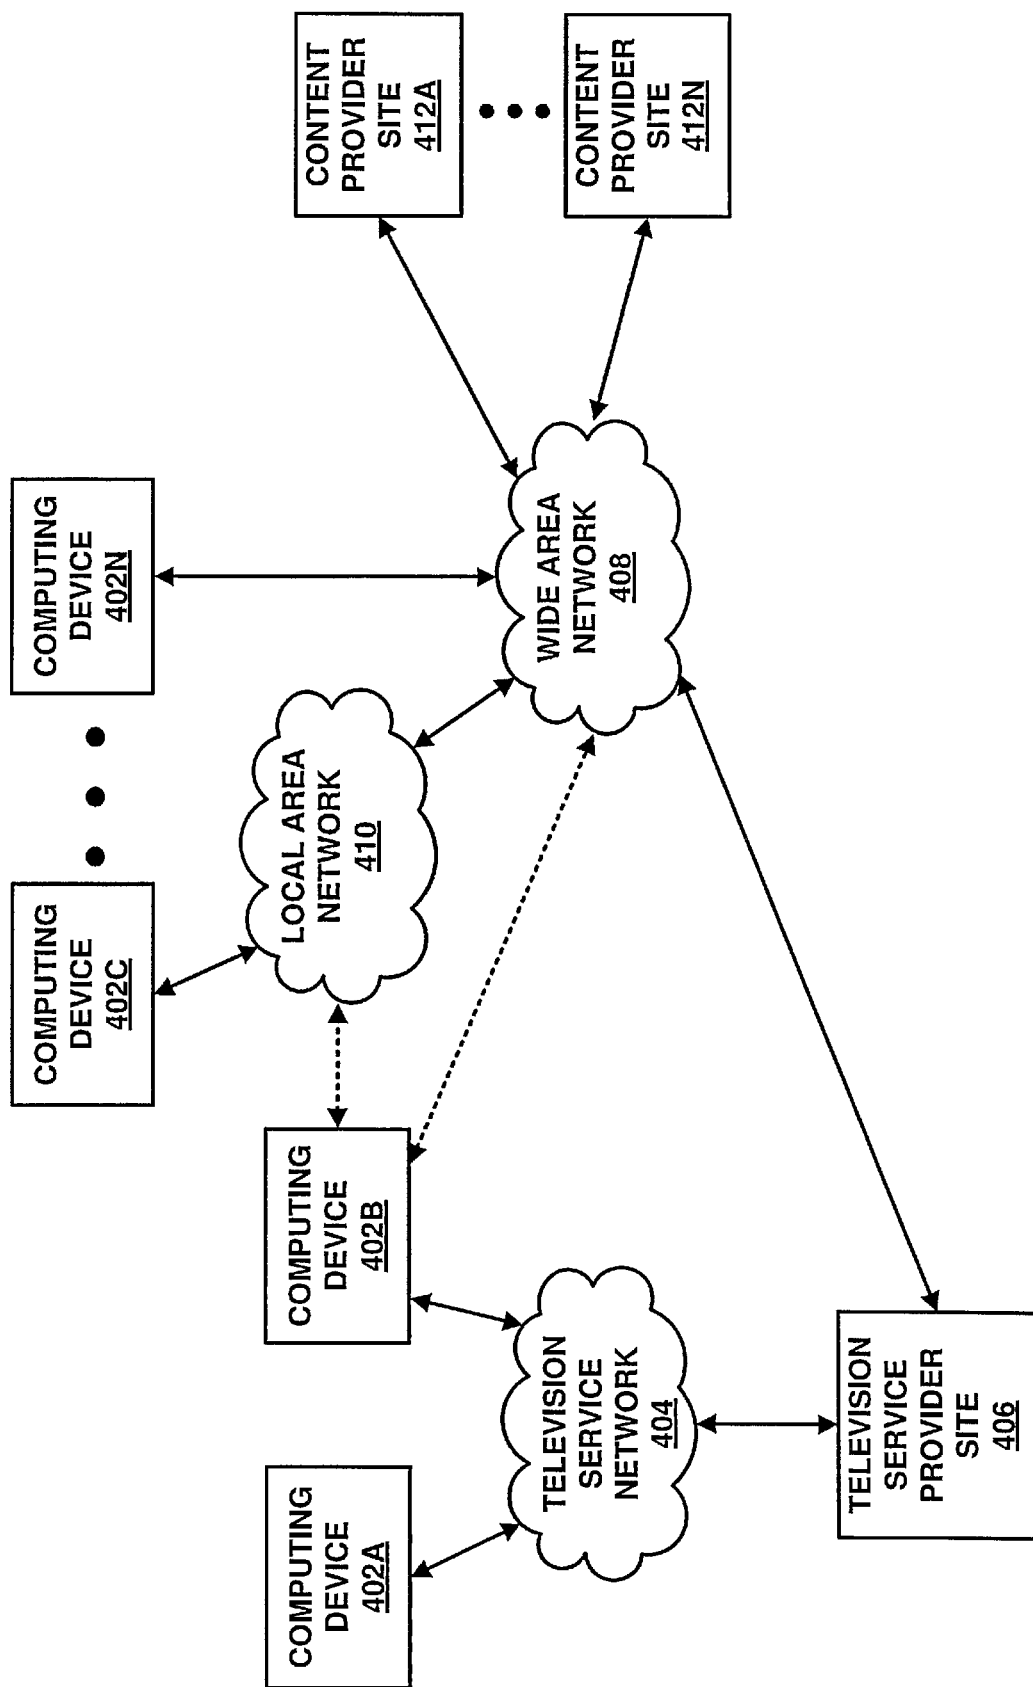 COMPUTING
DEVICE
402C
COMPUTING
DEVICE
402N
COMPUTING
DEVICE
402A
COMPUTING
DEVICE
402B
LOCAL AREA
NETWORK
410
CONTENT
PROVIDER
SITE
412A
TELEVISION
SERVICE
NETWORK
404
WIDE AREA
NETWORK
408
CONTENT
PROVIDER
SITE
412N
TELEVISION
SERVICE
PROVIDER
SITE
406